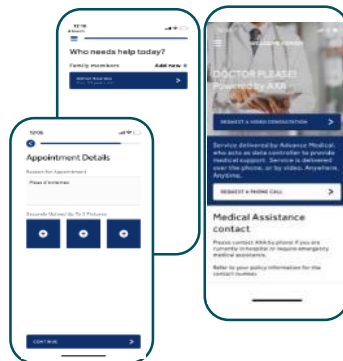 Who needs help today?
Family members Add new +
Appointment Details
Reason for Appointment
CONTINUE >
DOCTOR PLEASE!
Powered by AXA
REQUEST A VIDEO CONSULTATION >
Service delivered by Advance Medical,
who acts as data controller to provide
medical support. Service is delivered
over the phone, or by video. Anywhere,
Anytime.
REQUEST A PHONE CALL >
Medical Assistance
contact
Please contact AXA by phone if you are
currently in hospital or require emergency
medical assistance.
Refer to your policy information for the
contact number.